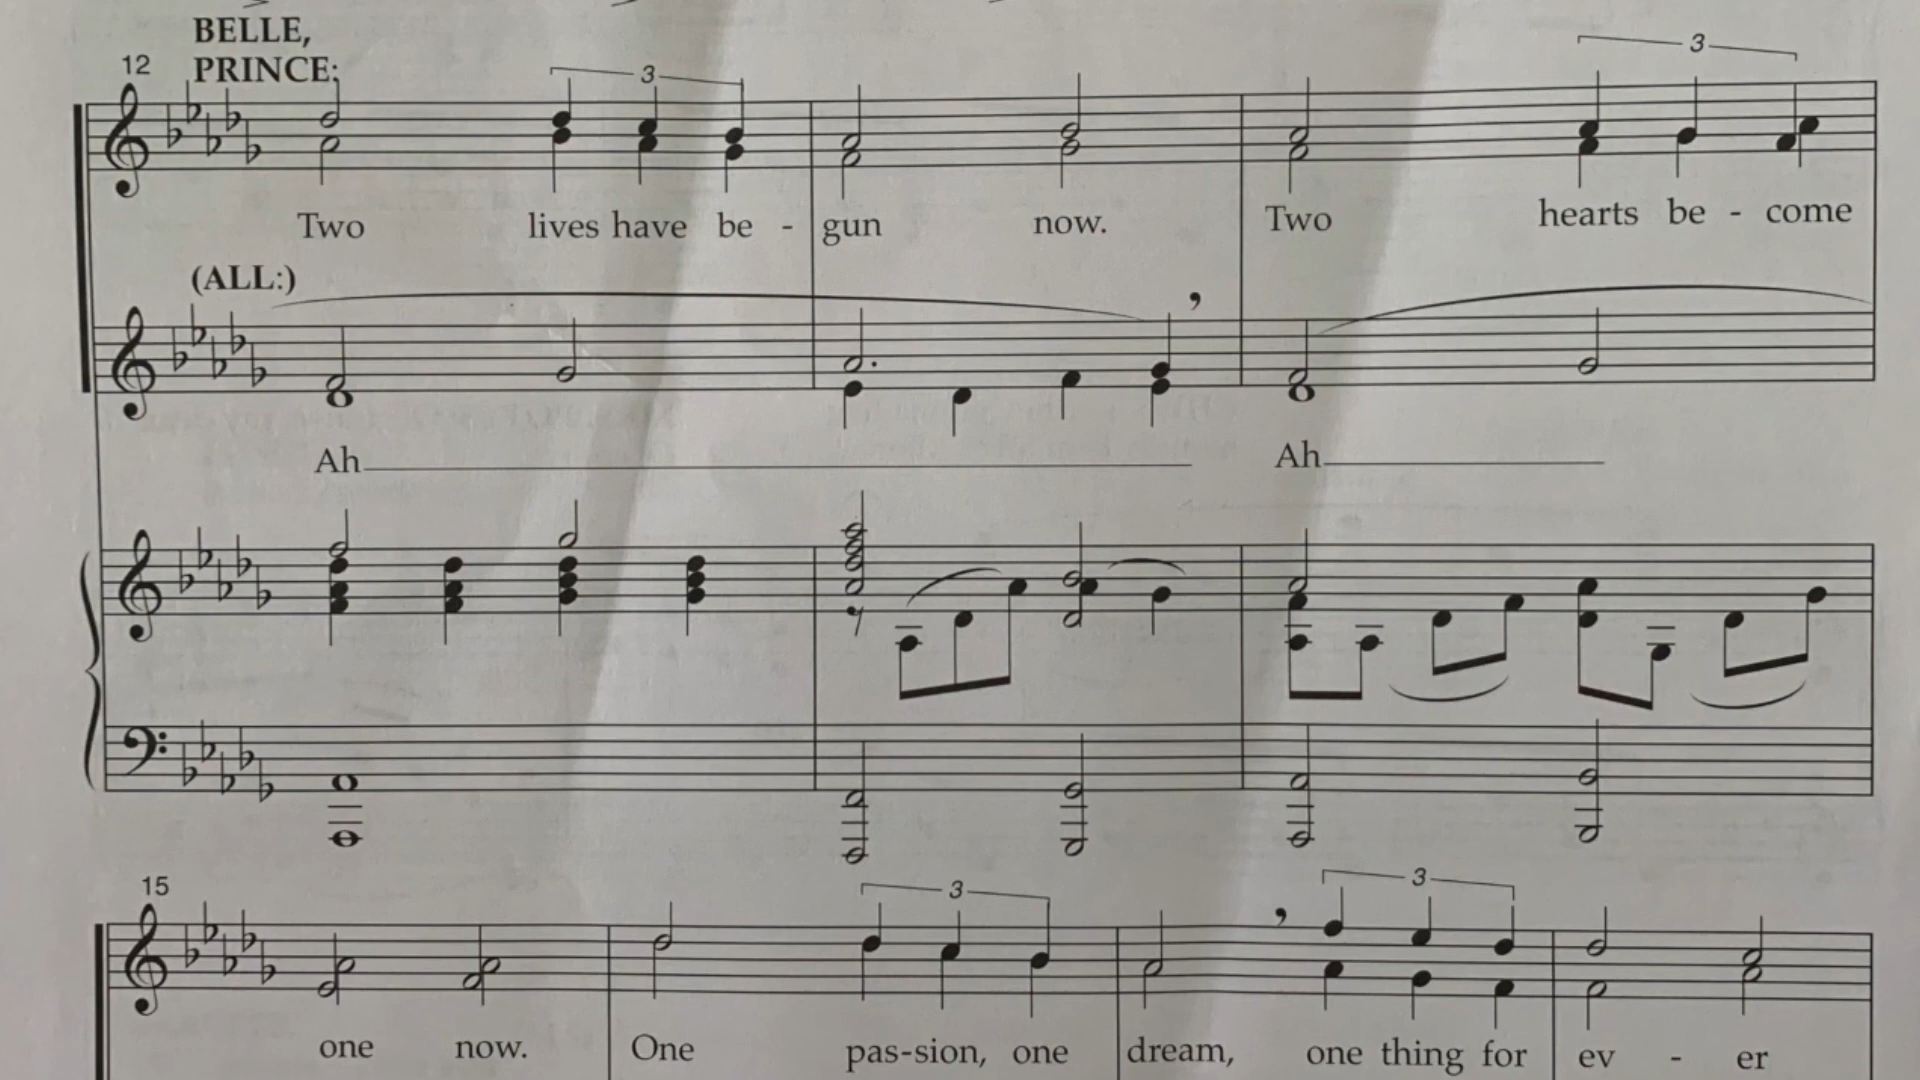 BELLE,
12 PRINCE: 3 3
Two lives have be - gun now. Two hearts be - come
(ALL:)
Ah Ah
15 3 3
one now. One pas-sion, one dream, one thing for ev - er